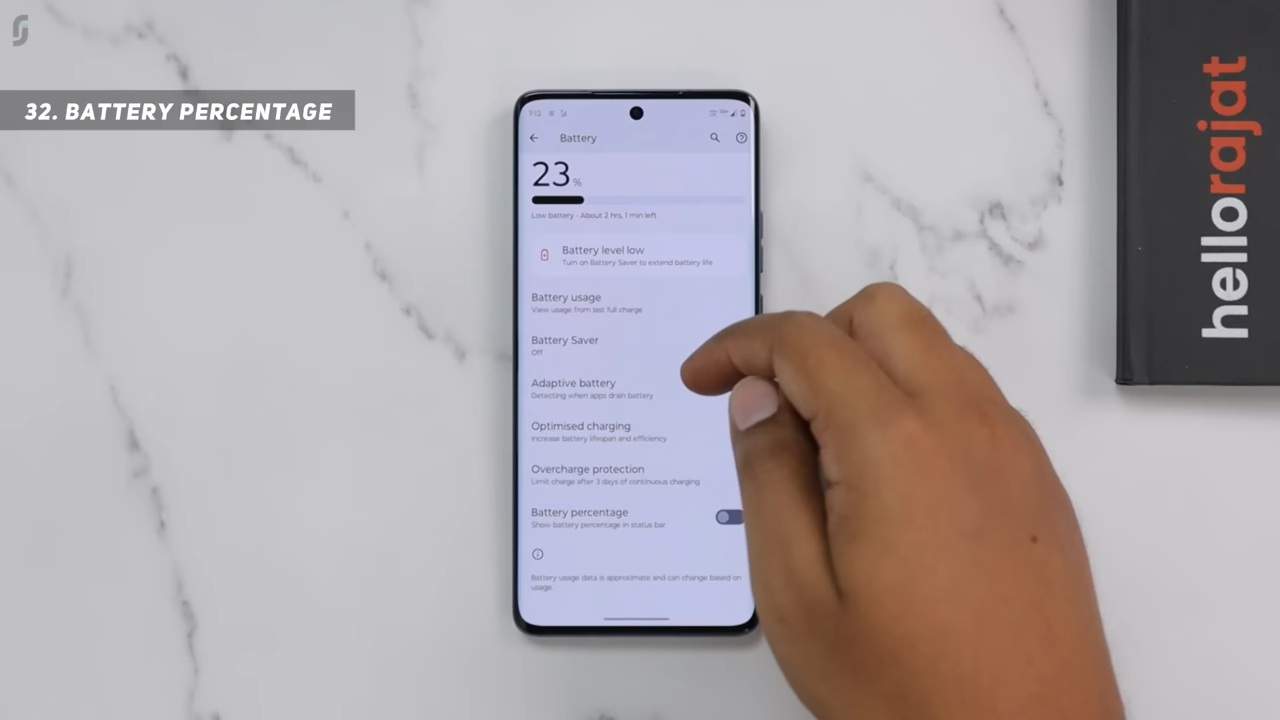 32. BATTERY PERCENTAGE
7:12
Battery
23%
Low battery - About 2 hrs, 1 min left
Battery level low
Turn on Battery Saver to extend battery life
Battery usage
View usage from last full charge
Battery Saver
Off
Adaptive battery
Detecting when apps drain battery
Optimised charging
Increase battery lifespan and efficiency
Overcharge protection
Limit charge after 3 days of continuous charging
Battery percentage
Show battery percentage in status bar
Battery usage data is approximate and can change based on
usage.
hellorajat